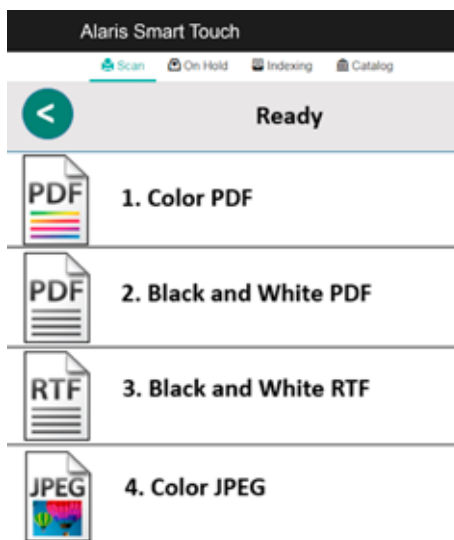 Alaris Smart Touch
Scan On Hold Indexing Catalog
< Ready
PDF 1. Color PDF
PDF 2. Black and White PDF
RTF 3. Black and White RTF
JPEG 4. Color JPEG